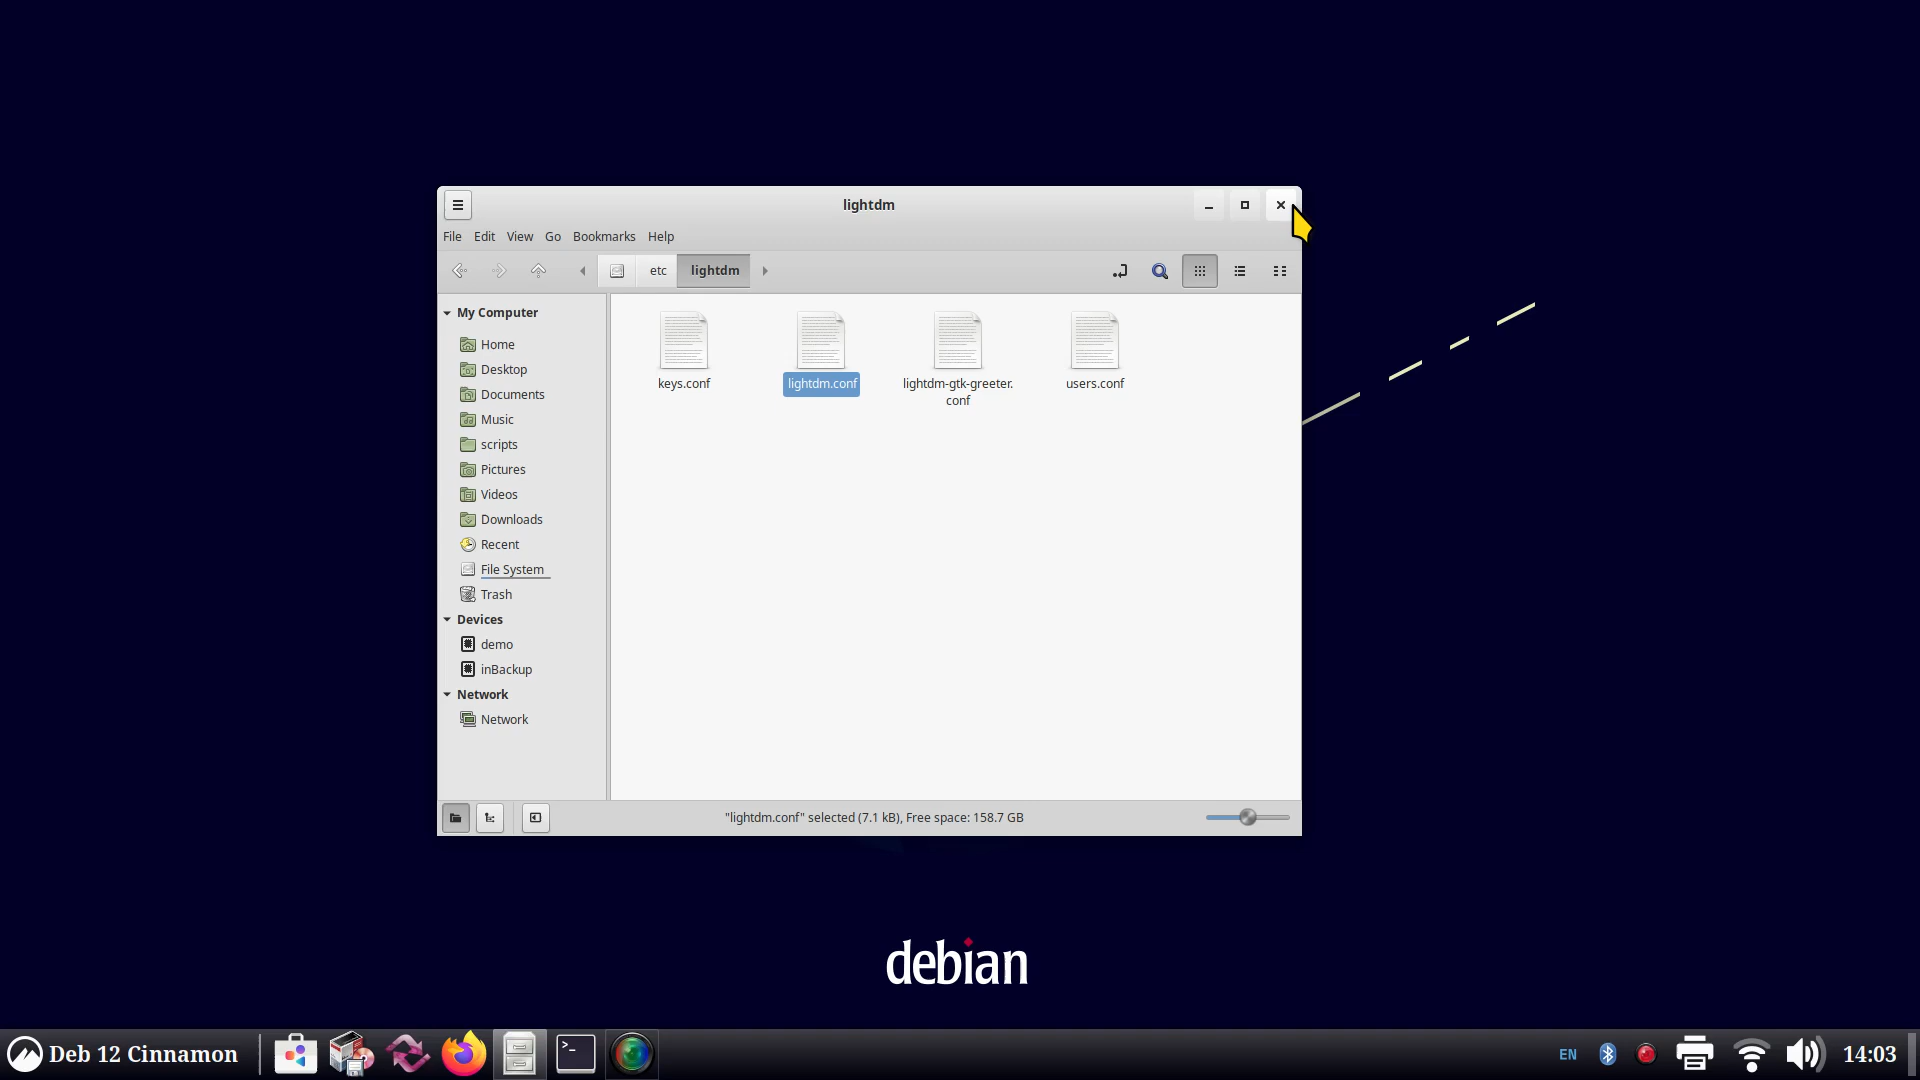 lightdm
File Edit View Go Bookmarks Help
etc lightdm
My Computer
Home
Desktop
Documents
Music
scripts
Pictures
Videos
Downloads
Recent
File System
Trash
Devices
demo
inBackup
Network
Network
keys.conf
lightdm.conf
lightdm-gtk-greeter.
conf
users.conf
"lightdm.conf" selected (7.1 kB), Free space: 158.7 GB
debian
Deb 12 Cinnamon
>_
EN
14:03